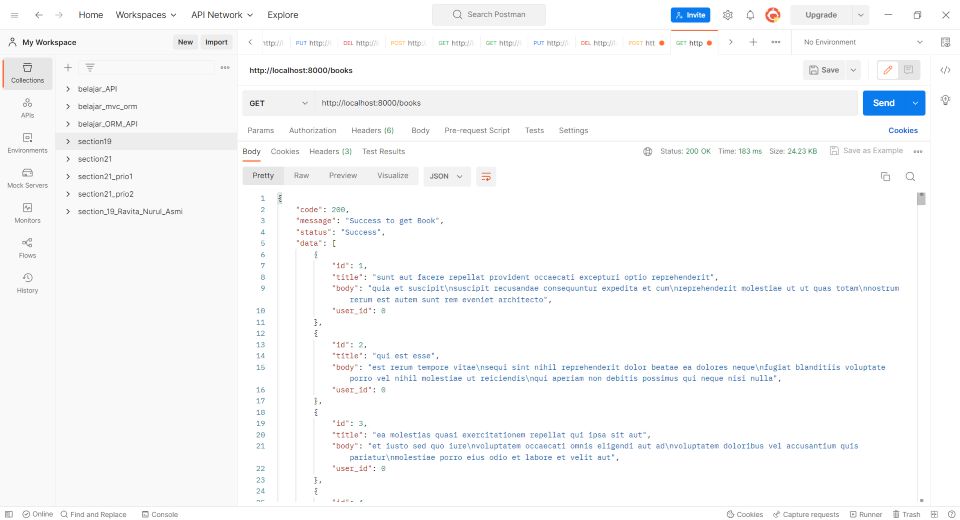 Home Workspaces API Network Explore Search Postman Invite Upgrade
My Workspace New Import
http://l PUT http://l DEL http://l POST http://l GET http://l GET http://l PUT http://l DEL http://l POST htt GET http No Environment
Collections
APIs
Environments
Mock Servers
Monitors
Flows
History
belajar_API
belajar_mvc_orm
belajar_ORM_API
section19
section21
section21_prio1
section21_prio2
section_19_Ravita_Nurul_Asmi
http://localhost:8000/books Save
GET http://localhost:8000/books Send
Params Authorization Headers (6) Body Pre-request Script Tests Settings Cookies
Body Cookies Headers (3) Test Results Status: 200 OK Time: 183 ms Size: 24.23 KB Save as Example
Pretty Raw Preview Visualize JSON
1 {
2 "code": 200,
3 "message": "Success to get Book",
4 "status": "Success",
5 "data": [
6 {
7 "id": 1,
8 "title": "sunt aut facere repellat provident occaecati excepturi optio reprehenderit",
9 "body": "quia et suscipit\nsuscipit recusandae consequuntur expedita et cum\nreprehenderit molestiae ut ut quas totam\nnostrum
rerum est autem sunt rem eveniet architecto",
10 "user_id": 0
11 },
12 {
13 "id": 2,
14 "title": "qui est esse",
15 "body": "est rerum tempore vitae\nsequi sint nihil reprehenderit dolor beatae ea dolores neque\nfugiat blanditiis voluptate
porro vel nihil molestiae ut reiciendis\nqui aperiam non debitis possimus qui neque nisi nulla",
16 "user_id": 0
17 },
18 {
19 "id": 3,
20 "title": "ea molestias quasi exercitationem repellat qui ipsa sit aut",
21 "body": "et iusto sed quo iure\nvoluptatem occaecati omnis eligendi aut ad\nvoluptatem doloribus vel accusantium quis
pariatur\nmolestiae porro eius odio et labore et velit aut",
22 "user_id": 0
23 },
24 {
25 "id": 4,
Online Find and Replace Console Cookies Capture requests Runner Trash